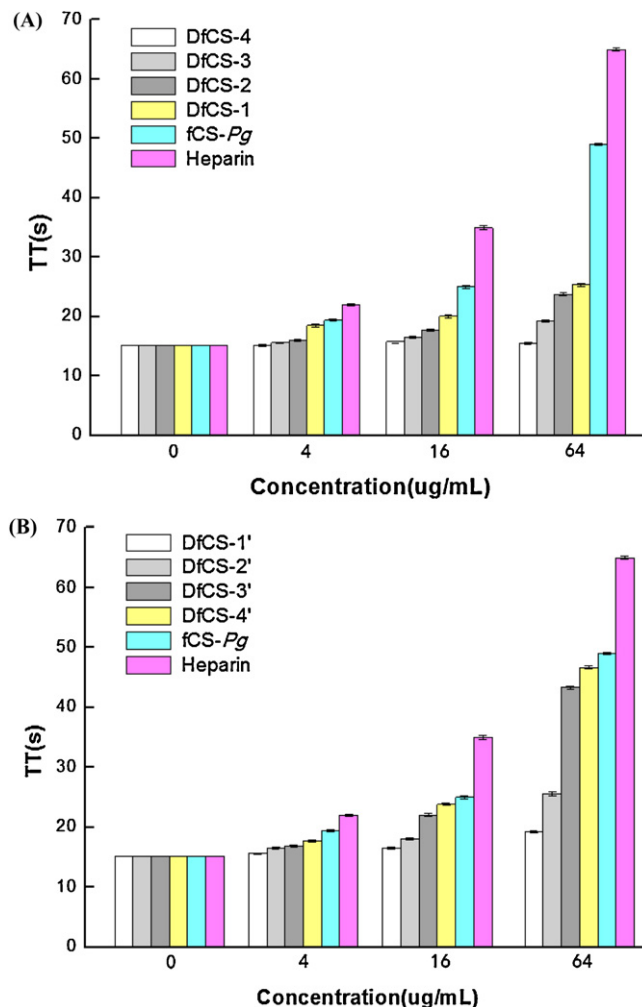 (A)
70
60
50
40
30
20
10
0
TT(s)
DfCS-4
DfCS-3
DfCS-2
DfCS-1
fCS-Pg
Heparin
0 4 16 64
Concentration(ug/mL)
(B)
70
60
50
40
30
20
10
0
TT(s)
DfCS-1'
DfCS-2'
DfCS-3'
DfCS-4'
fCS-Pg
Heparin
0 4 16 64
Concentration(ug/mL)